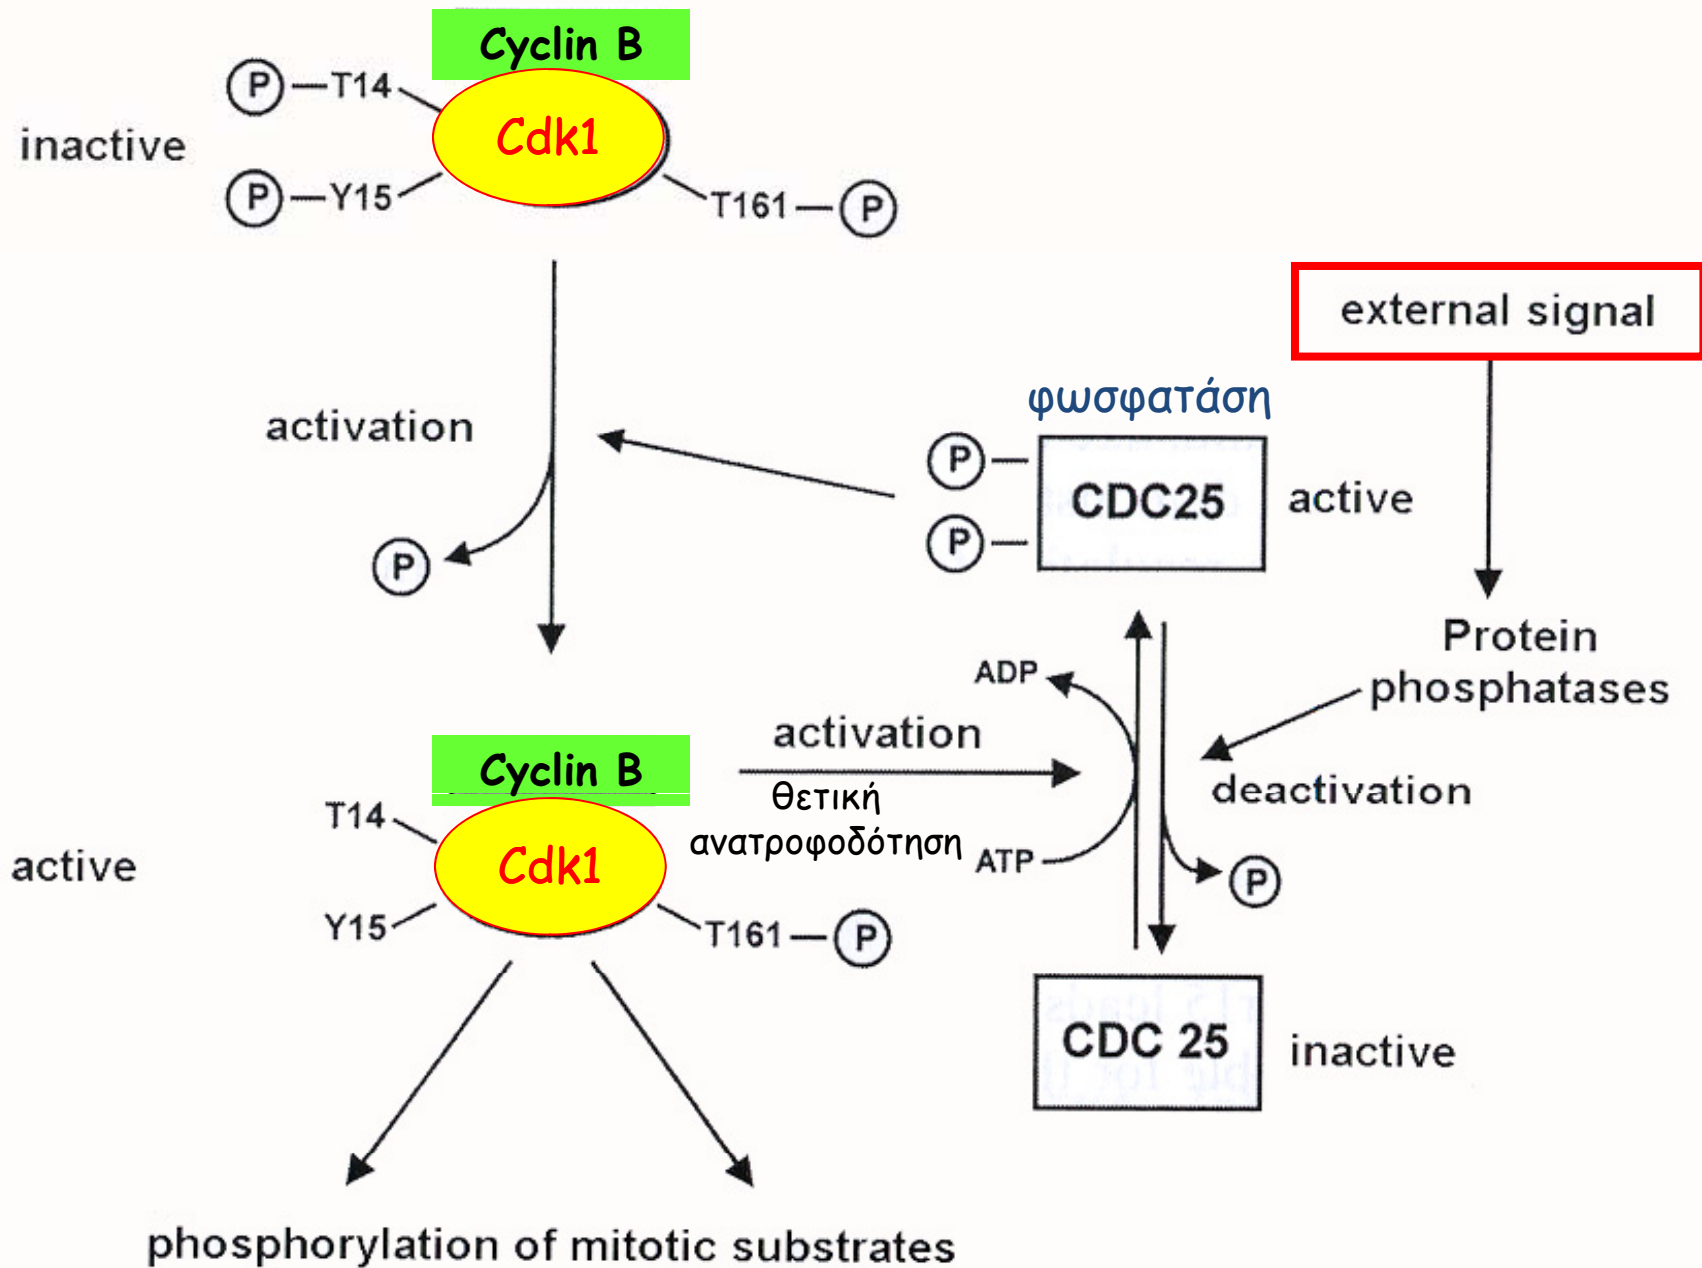 Cyclin B
P
T14
Cdk1
inactive
P
Y15
T161
P
external signal
φωσφατάση
activation
P
CDC25
active
P
P
Protein
phosphatases
ADP
activation
Cyclin B
θετική
ανατροφοδότηση
deactivation
T14
Cdk1
ATP
active
P
Y15
T161
P
CDC 25
inactive
phosphorylation of mitotic substrates